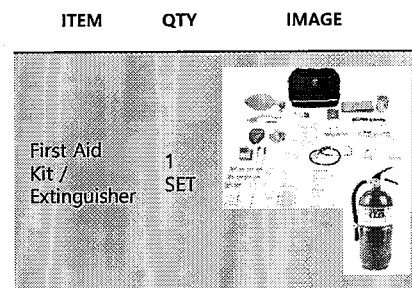 ITEM QTY IMAGE
First Aid
Kit /
Extinguisher
1
SET